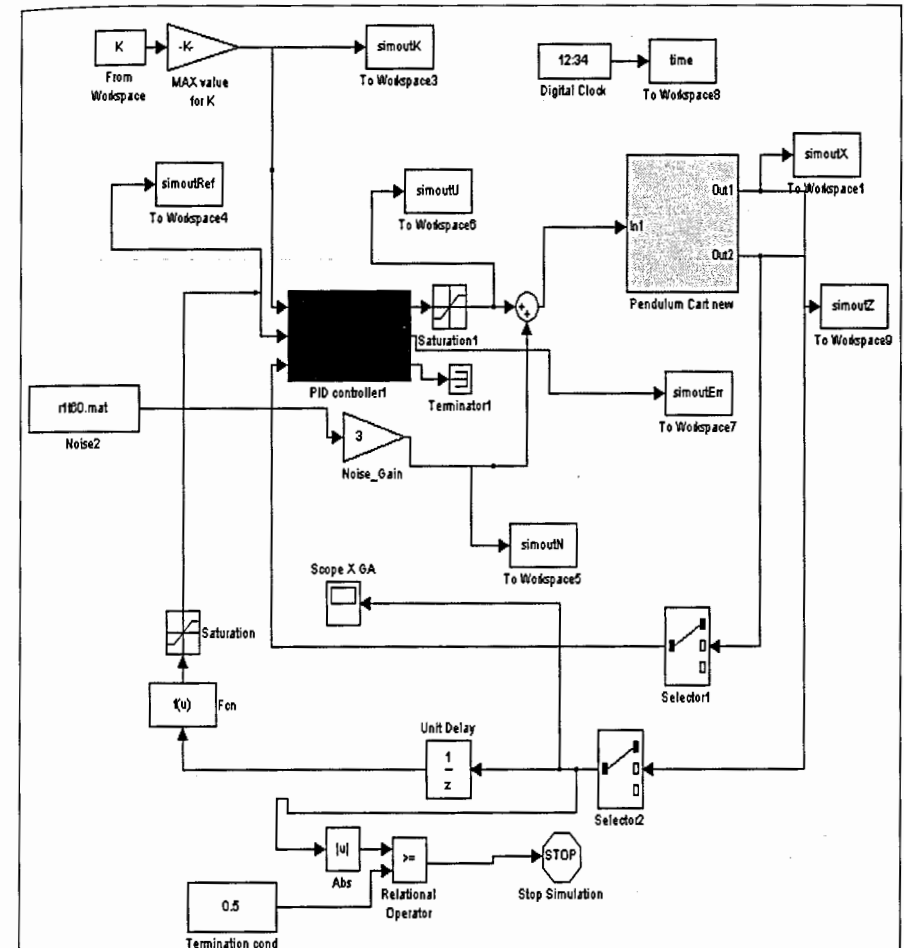 K
From
Workspace
-K-
MAX value
for K
simoutK
To Workspace3
12:34
Digital Clock
time
To Workspace8
simoutRef
To Workspace4
simoutU
To Workspace6
In1
Out1
Out2
Pendulum Cart new
simoutX
To Workspace1
simoutZ
To Workspace9
Saturation1
+
+
PID controller1
Terminator1
simoutErr
To Workspace7
r1t60.mat
Noise2
3
Noise_Gain
simoutN
To Workspace5
Scope X GA
Saturation
f(u)
Fcn
Selector1
Unit Delay
1
z
Selector2
|u|
Abs
>=
Relational
Operator
STOP
Stop Simulation
0.5
Termination cond